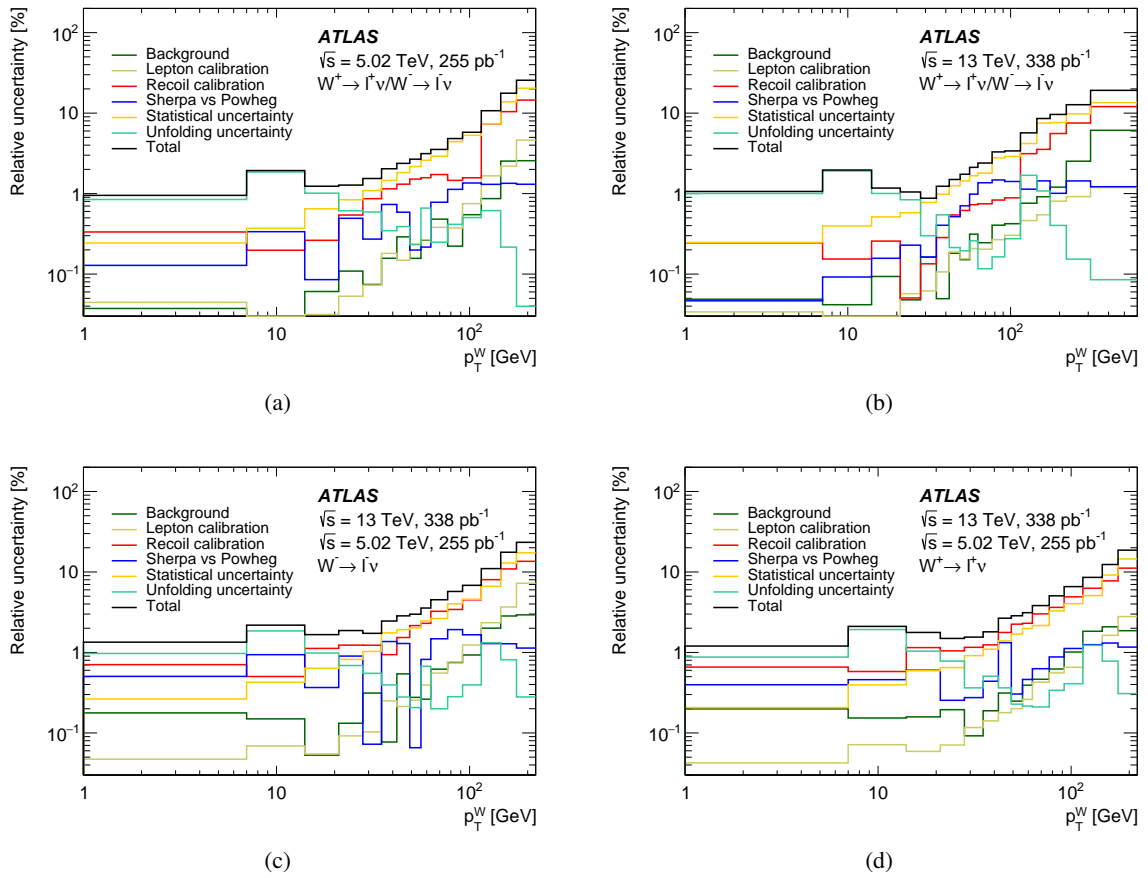 Relative uncertainty [%]
10²
10
1
10⁻¹
ATLAS
√s = 5.02 TeV, 255 pb⁻¹
W⁺ → l⁺ν/W⁻ → l⁻ν
Background
Lepton calibration
Recoil calibration
Sherpa vs Powheg
Statistical uncertainty
Unfolding uncertainty
Total
1 10 10²
p_T^W [GeV]
(a)
Relative uncertainty [%]
10²
10
1
10⁻¹
ATLAS
√s = 13 TeV, 338 pb⁻¹
W⁺ → l⁺ν/W⁻ → l⁻ν
Background
Lepton calibration
Recoil calibration
Sherpa vs Powheg
Statistical uncertainty
Unfolding uncertainty
Total
1 10 10²
p_T^W [GeV]
(b)
Relative uncertainty [%]
10²
10
1
10⁻¹
ATLAS
√s = 13 TeV, 338 pb⁻¹
√s = 5.02 TeV, 255 pb⁻¹
W⁻ → l⁻ν
Background
Lepton calibration
Recoil calibration
Sherpa vs Powheg
Statistical uncertainty
Unfolding uncertainty
Total
1 10 10²
p_T^W [GeV]
(c)
Relative uncertainty [%]
10²
10
1
10⁻¹
ATLAS
√s = 13 TeV, 338 pb⁻¹
√s = 5.02 TeV, 255 pb⁻¹
W⁺ → l⁺ν
Background
Lepton calibration
Recoil calibration
Sherpa vs Powheg
Statistical uncertainty
Unfolding uncertainty
Total
1 10 10²
p_T^W [GeV]
(d)